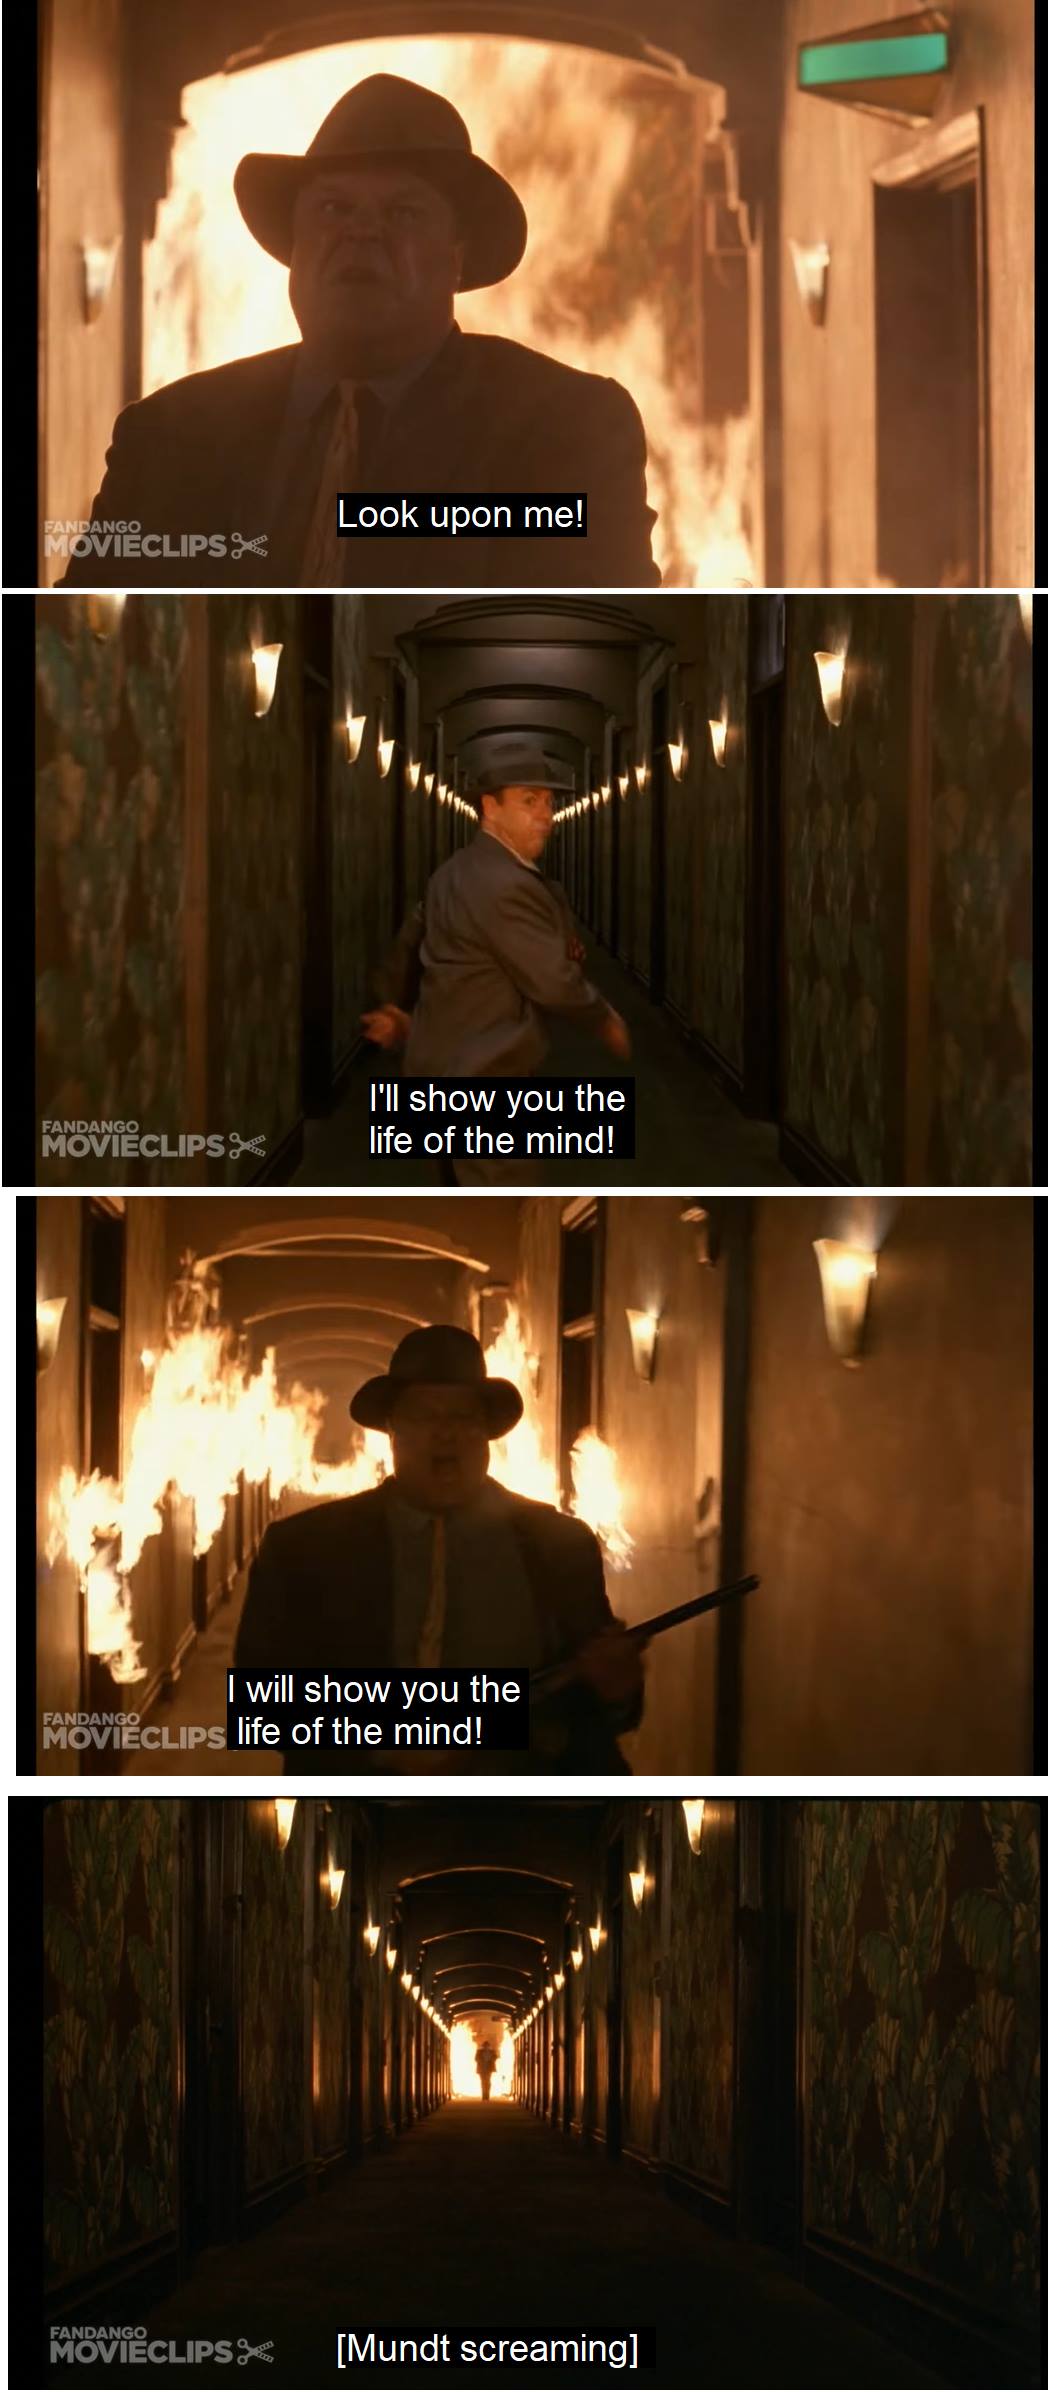 Look upon me!
FANDANGO
MOVIECLIPS
I'll show you the
life of the mind!
FANDANGO
MOVIECLIPS
I will show you the
life of the mind!
FANDANGO
MOVIECLIPS
[Mundt screaming]
FANDANGO
MOVIECLIPS